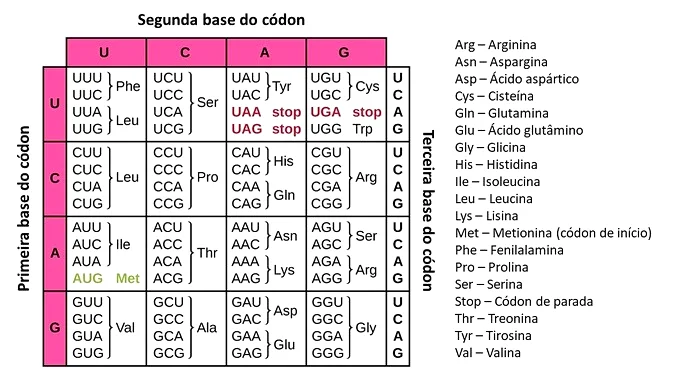 Segunda base do códon
U C A G
Primeira base do códon
U
UUU
UUC
Phe
UUA
UUG
Leu
UCU
UCC
UCA
UCG
Ser
UAU
UAC
Tyr
UAA stop
UAG stop
UGU
UGC
Cys
UGA stop
UGG Trp
U
C
A
G
C
CUU
CUC
CUA
CUG
Leu
CCU
CCC
CCA
CCG
Pro
CAU
CAC
His
CAA
CAG
Gln
CGU
CGC
CGA
CGG
Arg
U
C
A
G
A
AUU
AUC
AUA
Ile
AUG Met
ACU
ACC
ACA
ACG
Thr
AAU
AAC
Asn
AAA
AAG
Lys
AGU
AGC
Ser
AGA
AGG
Arg
U
C
A
G
G
GUU
GUC
GUA
GUG
Val
GCU
GCC
GCA
GCG
Ala
GAU
GAC
Asp
GAA
GAG
Glu
GGU
GGC
GGA
GGG
Gly
U
C
A
G
Terceira base do códon
Arg – Arginina
Asn – Aspargina
Asp – Ácido aspártico
Cys – Cisteína
Gln – Glutamina
Glu – Ácido glutâmino
Gly – Glicina
His – Histidina
Ile – Isoleucina
Leu – Leucina
Lys – Lisina
Met – Metionina (códon de início)
Phe – Fenilalamina
Pro – Prolina
Ser – Serina
Stop – Códon de parada
Thr – Treonina
Tyr – Tirosina
Val – Valina